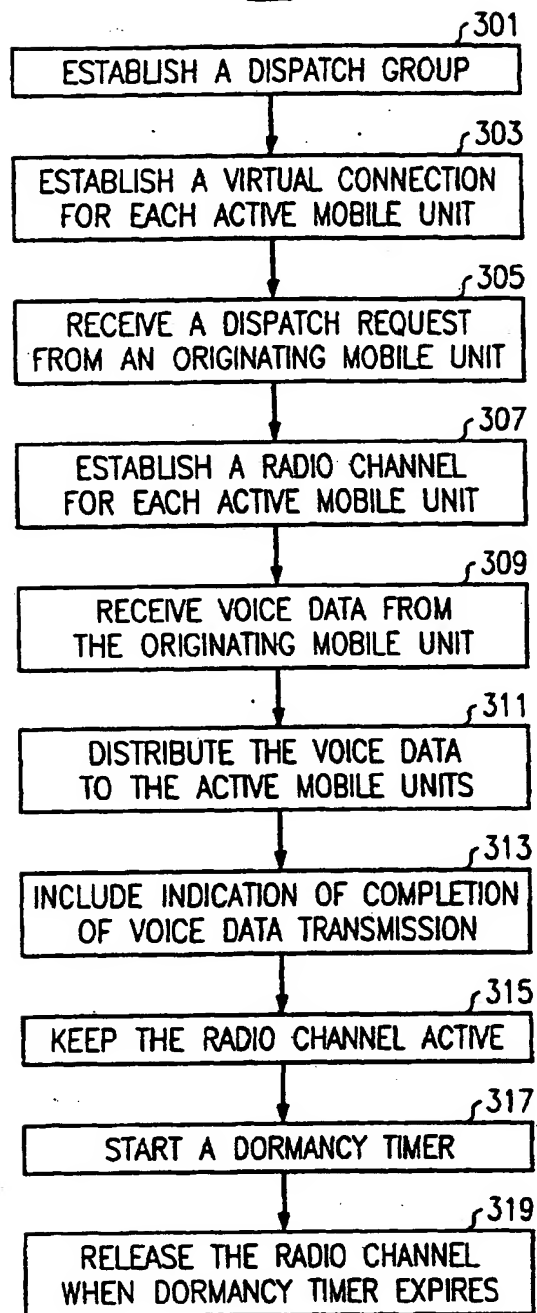 301
ESTABLISH A DISPATCH GROUP
303
ESTABLISH A VIRTUAL CONNECTION
FOR EACH ACTIVE MOBILE UNIT
305
RECEIVE A DISPATCH REQUEST
FROM AN ORIGINATING MOBILE UNIT
307
ESTABLISH A RADIO CHANNEL
FOR EACH ACTIVE MOBILE UNIT
309
RECEIVE VOICE DATA FROM
THE ORIGINATING MOBILE UNIT
311
DISTRIBUTE THE VOICE DATA
TO THE ACTIVE MOBILE UNITS
313
INCLUDE INDICATION OF COMPLETION
OF VOICE DATA TRANSMISSION
315
KEEP THE RADIO CHANNEL ACTIVE
317
START A DORMANCY TIMER
319
RELEASE THE RADIO CHANNEL
WHEN DORMANCY TIMER EXPIRES